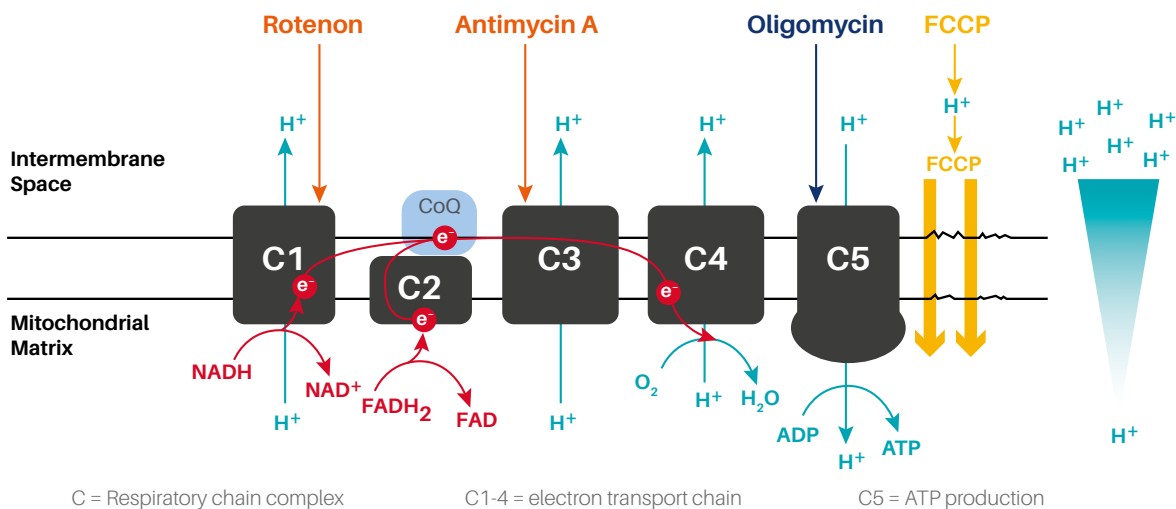 Rotenon
Antimycin A
Oligomycin
FCCP
H+
H+
H+
H+
H+
H+
H+
H+
H+
H+
H+
Intermembrane
Space
FCCP
CoQ
e-
C1
C2
C3
C4
C5
e-
e-
e-
Mitochondrial
Matrix
NADH
NAD+
FADH2
FAD
O2
H2O
ADP
ATP
H+
H+
H+
H+
H+
C = Respiratory chain complex
C1-4 = electron transport chain
C5 = ATP production